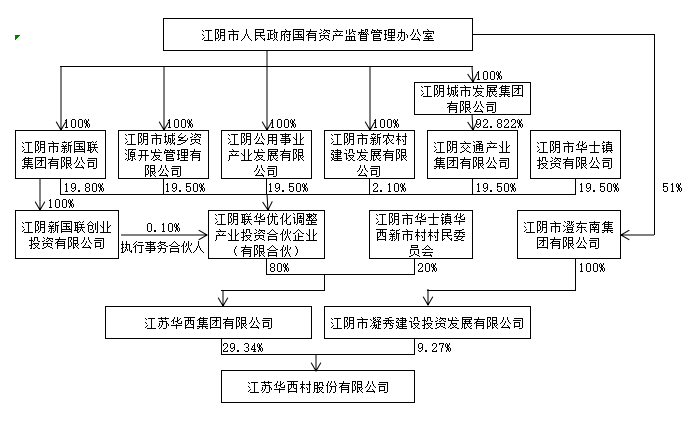 江阴市人民政府国有资产监督管理办公室
100%
江阴城市发展集团
有限公司
100%
100%
100%
100%
92.822%
江阴市新国联
集团有限公司
江阴市城乡资
源开发管理有
限公司
江阴公用事业
产业发展有限
公司
江阴市新农村
建设发展有限
公司
江阴交通产业
集团有限公司
江阴市华士镇
投资有限公司
19.80%
19.50%
19.50%
2.10%
19.50%
19.50%
51%
100%
江阴新国联创业
投资有限公司
0.10%
执行事务合伙人
江阴联华优化调整
产业投资合伙企业
（有限合伙）
江阴市华士镇华
西新市村村民委
员会
江阴市澄东南集
团有限公司
80%
20%
100%
江苏华西集团有限公司
江阴市凝秀建设投资发展有限公司
29.34%
9.27%
江苏华西村股份有限公司